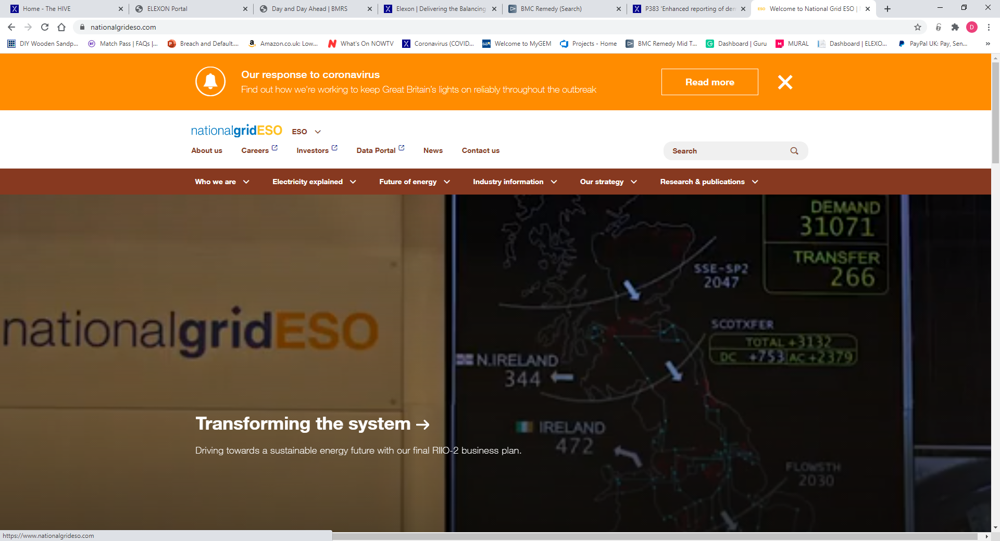 Home - The HIVE
ELEXON Portal
Day and Day Ahead | BMRS
Elexon | Delivering the Balancing
BMC Remedy (Search)
P383 'Enhanced reporting of den
ESO Welcome to National Grid ESO |
nationalgrideso.com
D
DIY Wooden Sandp...
BT Match Pass | FAQs |...
Breach and Default....
Amazon.co.uk: Low...
What's On NOWTV
Coronavirus (COVID...
GEM Welcome to MyGEM
Projects - Home
BMC Remedy Mid T...
Dashboard | Guru
MURAL
Dashboard | ELEXO...
PayPal UK: Pay, Sen...
»
Our response to coronavirus
Find out how we're working to keep Great Britain's lights on reliably throughout the outbreak
Read more
nationalgridESO ESO
About us Careers Investors Data Portal News Contact us
Search
Who we are Electricity explained Future of energy Industry information Our strategy Research & publications
DEMAND
31071
TRANSFER
266
SSE-SP2
2047
nationalgridESO
SCOTXFER
TOTAL +3132
DC +753 AC +2379
N.IRELAND
344
Transforming the system →
IRELAND
472
Driving towards a sustainable energy future with our final RIIO-2 business plan.
FLOWSTH
2030
https://www.nationalgrideso.com